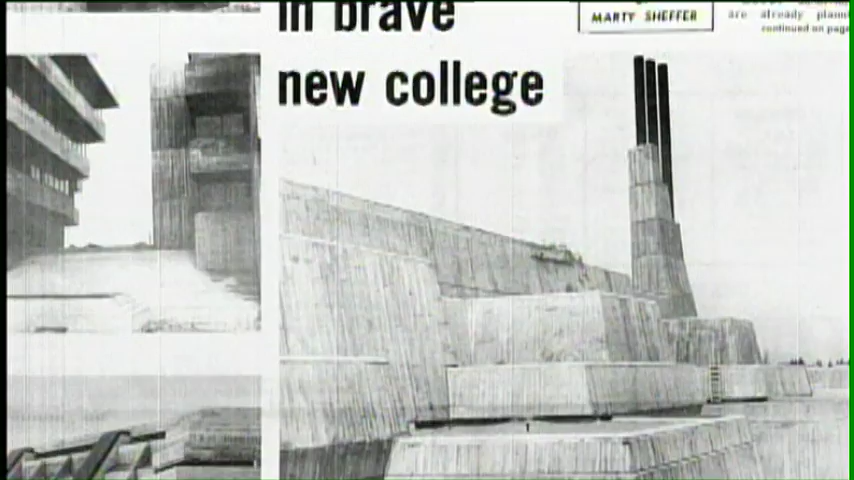 in brave
new college
MARTY SHEFFER
are already
continued on page